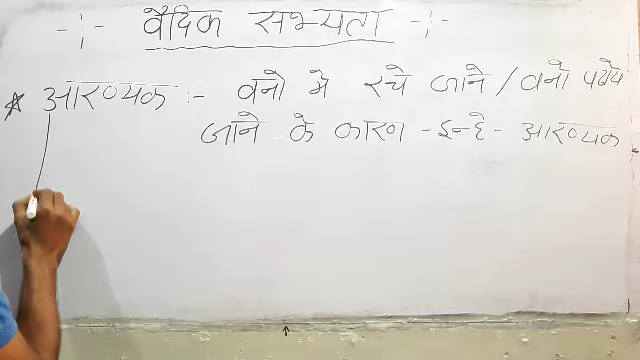 वैदिक सभ्यता
* आरण्यक :- वनो मे रचे जाने / वनो पढाये
जाने के कारण - इन्हे - आरण्यक